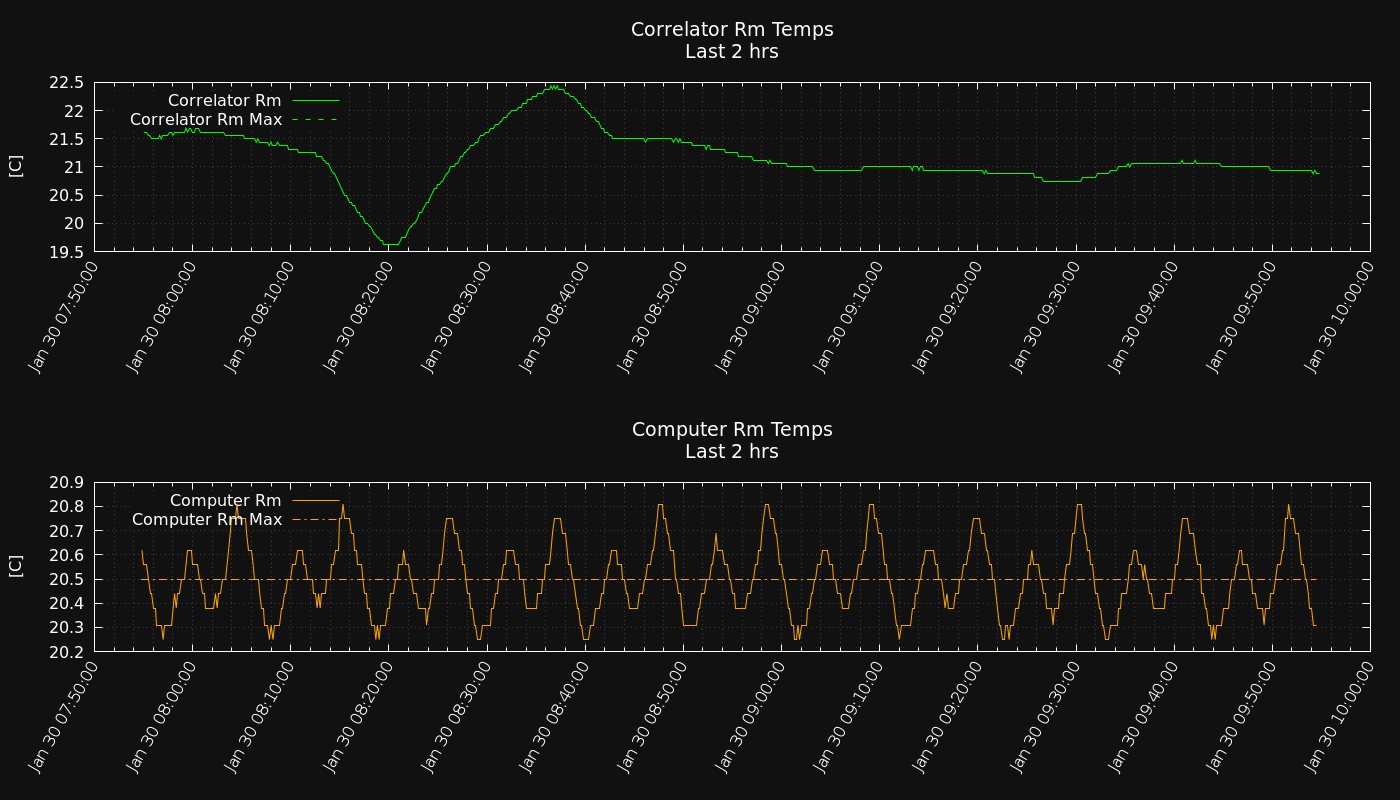 Correlator Rm Temps
Last 2 hrs
22.5
22
21.5
21
20.5
20
19.5
[C]
Correlator Rm
Correlator Rm Max
Jan 30 07:50:00
Jan 30 08:00:00
Jan 30 08:10:00
Jan 30 08:20:00
Jan 30 08:30:00
Jan 30 08:40:00
Jan 30 08:50:00
Jan 30 09:00:00
Jan 30 09:10:00
Jan 30 09:20:00
Jan 30 09:30:00
Jan 30 09:40:00
Jan 30 09:50:00
Jan 30 10:00:00
Computer Rm Temps
Last 2 hrs
20.9
20.8
20.7
20.6
20.5
20.4
20.3
20.2
[C]
Computer Rm
Computer Rm Max
Jan 30 07:50:00
Jan 30 08:00:00
Jan 30 08:10:00
Jan 30 08:20:00
Jan 30 08:30:00
Jan 30 08:40:00
Jan 30 08:50:00
Jan 30 09:00:00
Jan 30 09:10:00
Jan 30 09:20:00
Jan 30 09:30:00
Jan 30 09:40:00
Jan 30 09:50:00
Jan 30 10:00:00